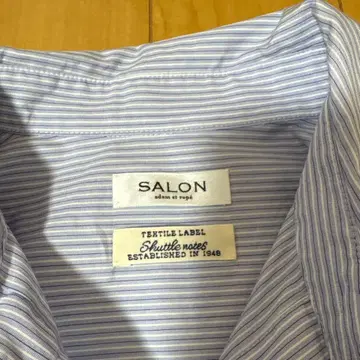 SALON
adam et ropé
TEXTILE LABEL
Shuttle notes
ESTABLISHED IN 1948